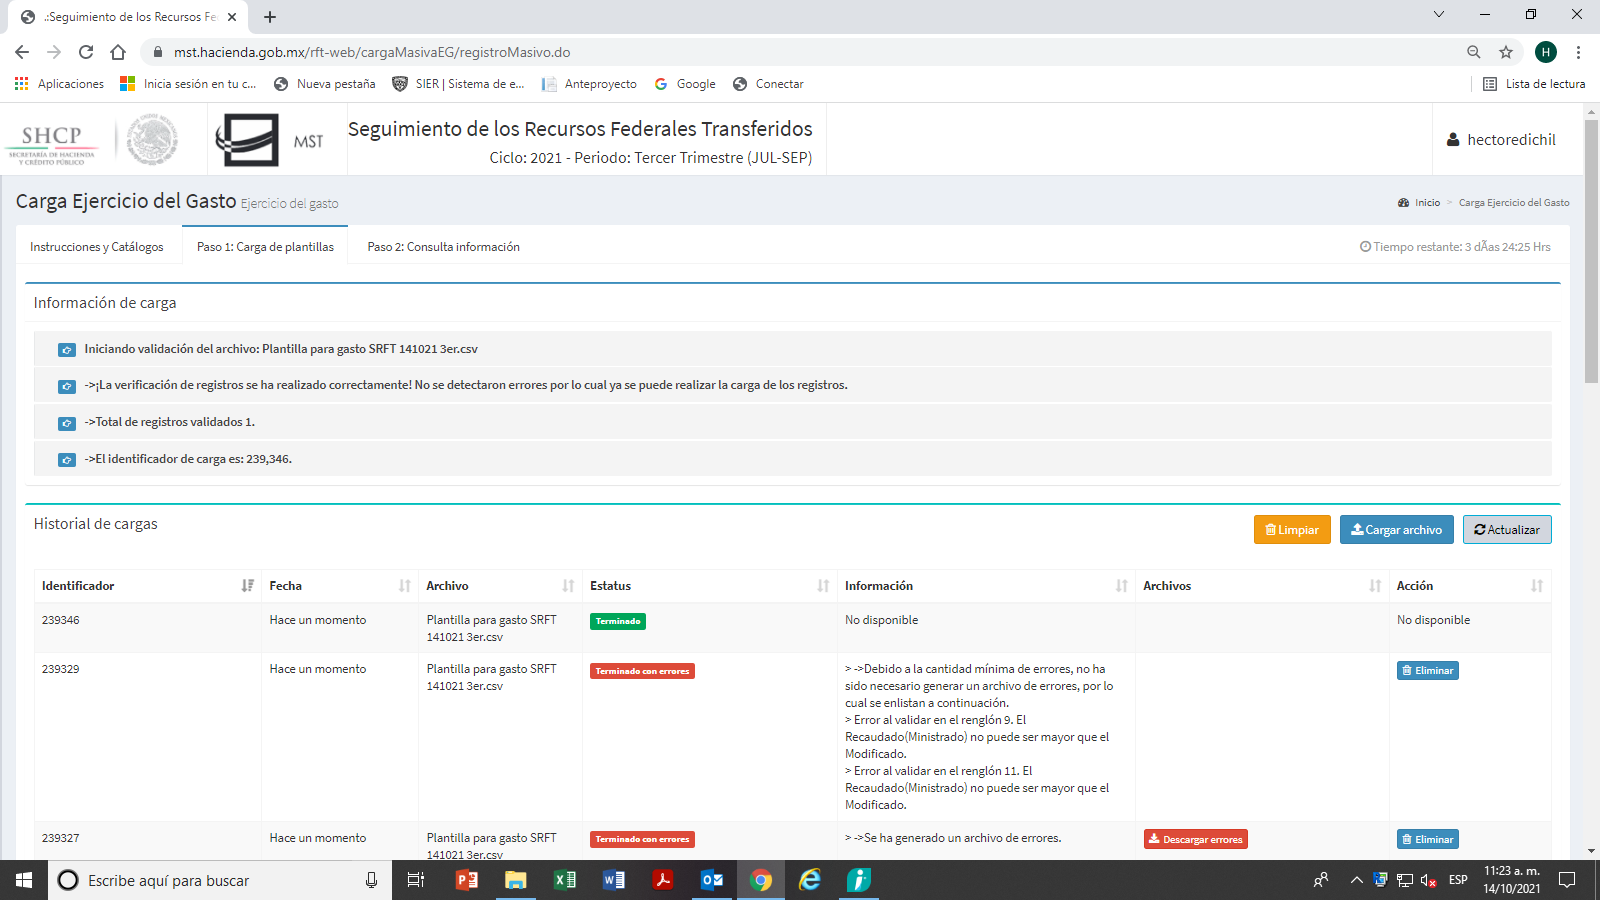 .:Seguimiento de los Recursos Fe
mst.hacienda.gob.mx/rft-web/cargaMasivaEG/registroMasivo.do
H
Aplicaciones
Inicia sesión en tu c...
Nueva pestaña
SIER | Sistema de e...
Anteproyecto
Google
Conectar
Lista de lectura
SHCP
SECRETARÍA DE HACIENDA
Y CRÉDITO PÚBLICO
MST
Seguimiento de los Recursos Federales Transferidos
Ciclo: 2021 - Periodo: Tercer Trimestre (JUL-SEP)
hectoredichil
Carga Ejercicio del Gasto Ejercicio del gasto
Inicio > Carga Ejercicio del Gasto
Instrucciones y Catálogos
Paso 1: Carga de plantillas
Paso 2: Consulta información
Tiempo restante: 3 dÃas 24:25 Hrs
Información de carga
Iniciando validación del archivo: Plantilla para gasto SRFT 141021 3er.csv
->¡La verificación de registros se ha realizado correctamente! No se detectaron errores por lo cual ya se puede realizar la carga de los registros.
->Total de registros validados 1.
->El identificador de carga es: 239,346.
Historial de cargas
Limpiar
Cargar archivo
Actualizar
Identificador
Fecha
Archivo
Estatus
Información
Archivos
Acción
239346
Hace un momento
Plantilla para gasto SRFT
141021 3er.csv
Terminado
No disponible
No disponible
239329
Hace un momento
Plantilla para gasto SRFT
141021 3er.csv
Terminado con errores
> ->Debido a la cantidad mínima de errores, no ha
sido necesario generar un archivo de errores, por lo
cual se enlistan a continuación.
> Error al validar en el renglón 9. El
Recaudado(Ministrado) no puede ser mayor que el
Modificado.
> Error al validar en el renglón 11. El
Recaudado(Ministrado) no puede ser mayor que el
Modificado.
Eliminar
239327
Hace un momento
Plantilla para gasto SRFT
141021 3er.csv
Terminado con errores
> ->Se ha generado un archivo de errores.
Descargar errores
Eliminar
Escribe aquí para buscar
ESP
11:23 a. m.
14/10/2021